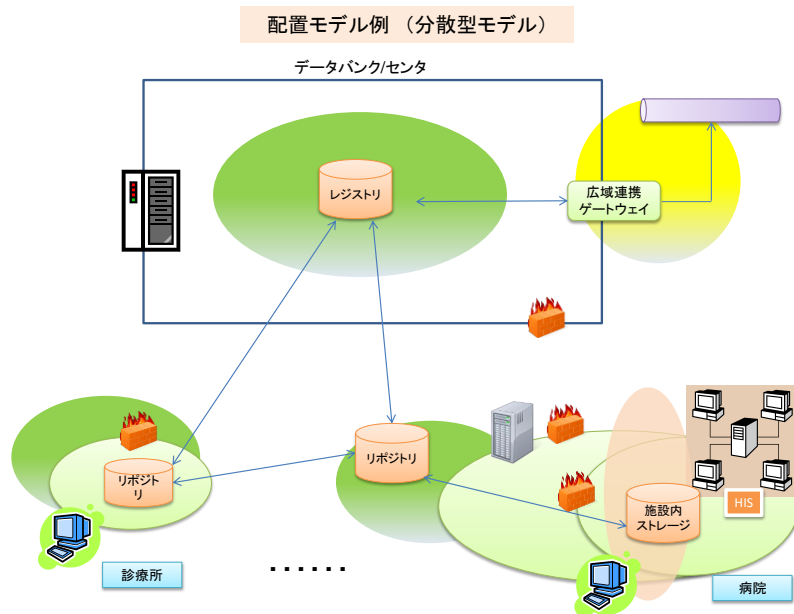 配置モデル例 (分散型モデル)
データバンク/センタ
レジストリ
広域連携
ゲートウェイ
リポジト
リ
リポジトリ
施設内
ストレージ
HIS
診療所
・・・・・・
病院